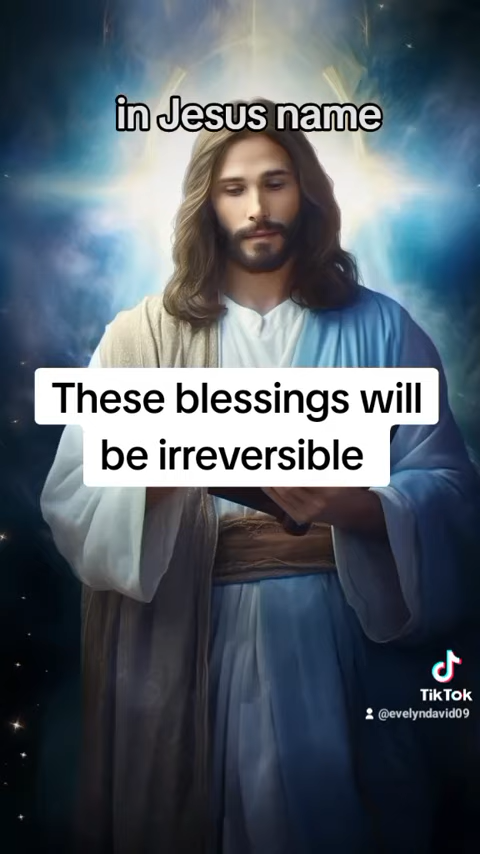 in Jesus name
These blessings will
be irreversible
TikTok
@evelyndavid09